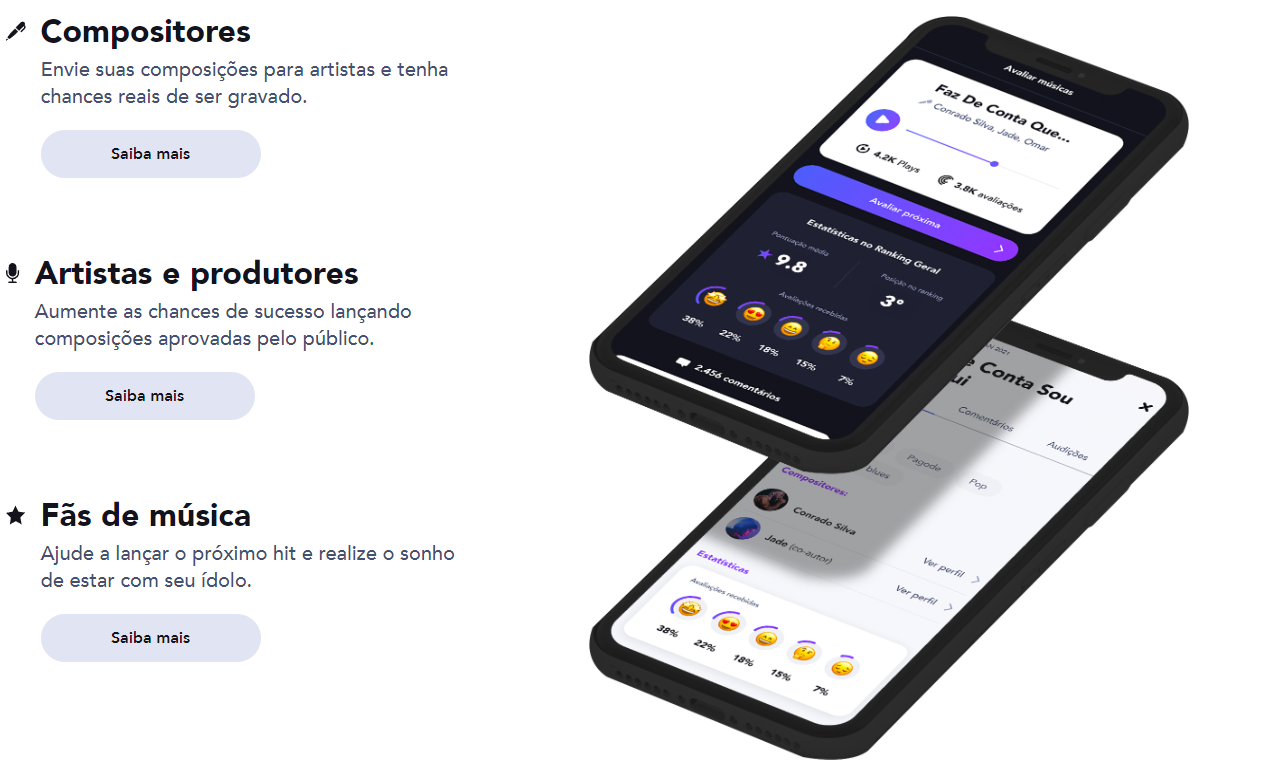 Compositores
Envie suas composições para artistas e tenha
chances reais de ser gravado.
Saiba mais
Artistas e produtores
Aumente as chances de sucesso lançando
composições aprovadas pelo público.
Saiba mais
Fãs de música
Ajude a lançar o próximo hit e realize o sonho
de estar com seu ídolo.
Saiba mais
Avaliar músicas
Faz De Conta Que...
Conrado Silva, Jade, Omar
4.2K Plays
3.8K avaliações
Avaliar próxima
Estatísticas no Ranking Geral
Pontuação média
9.8
Posição no ranking
3°
Avaliações recebidas
38%
22%
18%
15%
7%
2.456 comentários
2021
Conta Sou
Comentários
Audições
blues
Pagode
Pop
Compositores:
Conrado Silva
Ver perfil
Jade (co-autor)
Ver perfil
Estatísticas
Avaliações recebidas
38%
22%
18%
15%
7%